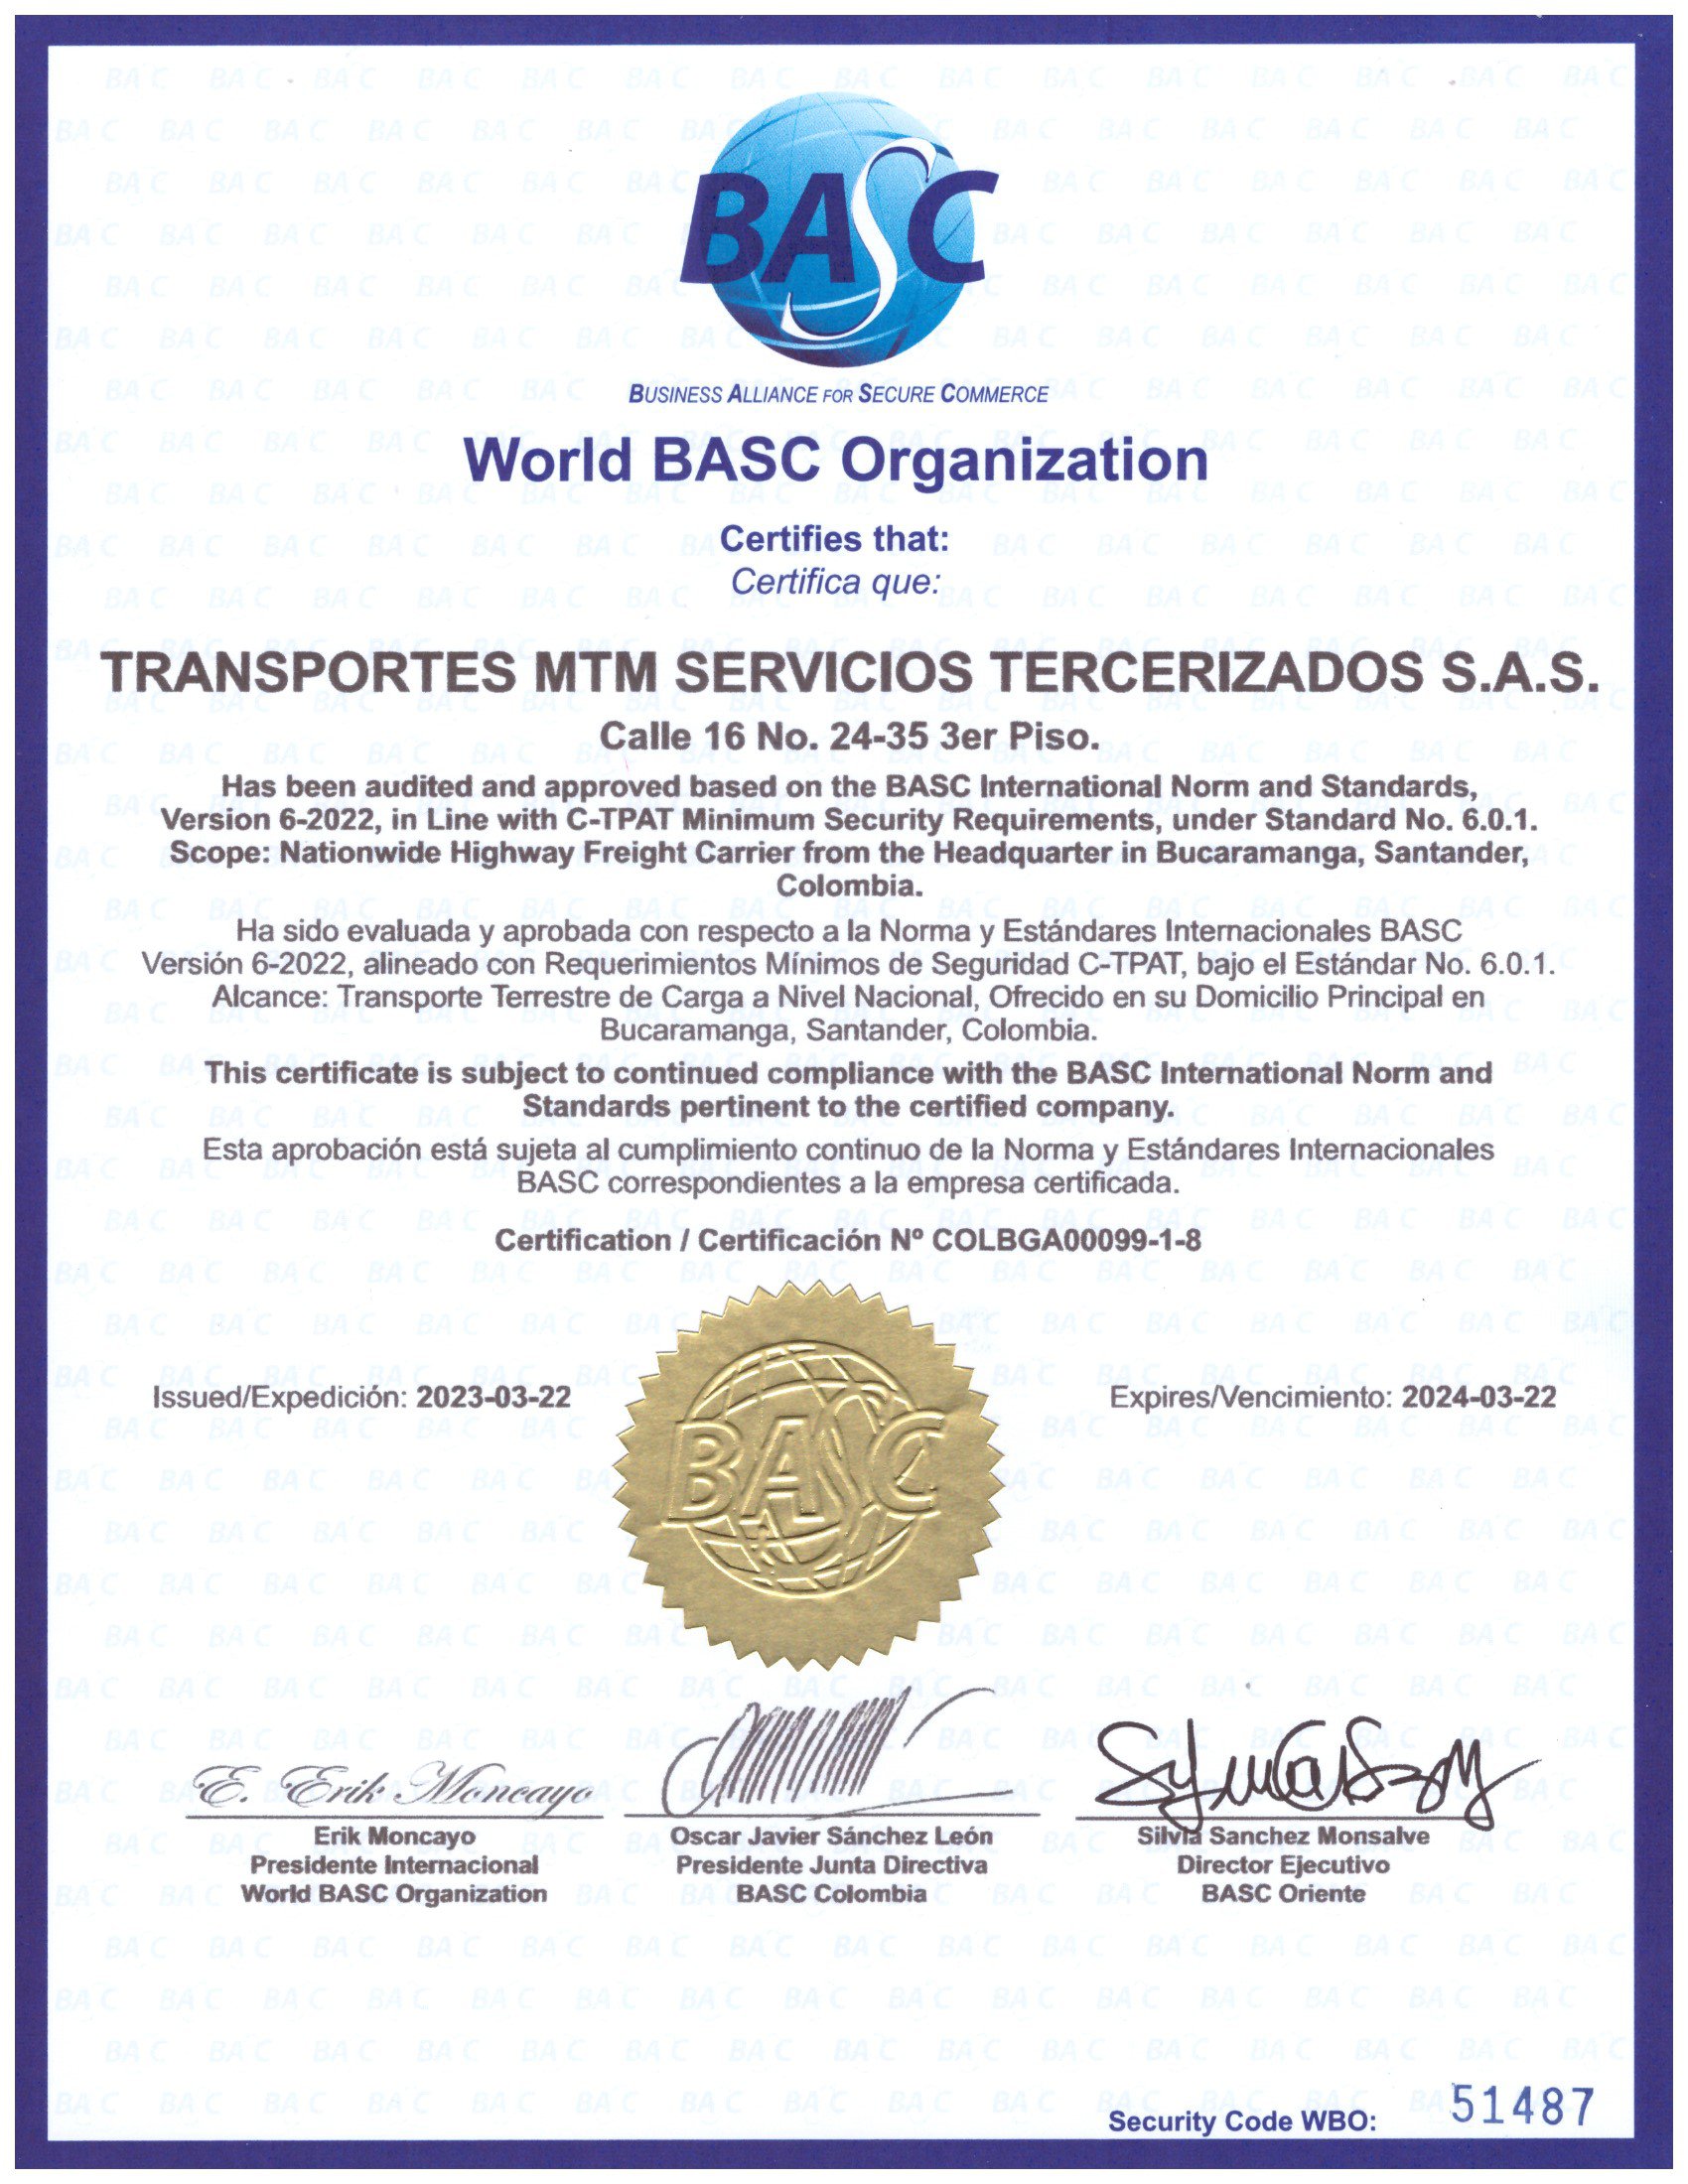 BASC
BUSINESS ALLIANCE FOR SECURE COMMERCE
World BASC Organization
Certifies that:
Certifica que:
TRANSPORTES MTM SERVICIOS TERCERIZADOS S.A.S.
Calle 16 No. 24-35 3er Piso.
Has been audited and approved based on the BASC International Norm and Standards,
Version 6-2022, in Line with C-TPAT Minimum Security Requirements, under Standard No. 6.0.1.
Scope: Nationwide Highway Freight Carrier from the Headquarter in Bucaramanga, Santander,
Colombia.
Ha sido evaluada y aprobada con respecto a la Norma y Estándares Internacionales BASC
Versión 6-2022, alineado con Requerimientos Mínimos de Seguridad C-TPAT, bajo el Estándar No. 6.0.1.
Alcance: Transporte Terrestre de Carga a Nivel Nacional, Ofrecido en su Domicilio Principal en
Bucaramanga, Santander, Colombia.
This certificate is subject to continued compliance with the BASC International Norm and
Standards pertinent to the certified company.
Esta aprobación está sujeta al cumplimiento continuo de la Norma y Estándares Internacionales
BASC correspondientes a la empresa certificada.
Certification / Certificación Nº COLBGA00099-1-8
Issued/Expedición: 2023-03-22
Expires/Vencimiento: 2024-03-22
BASC
E. Erik Moncayo
Erik Moncayo
Presidente Internacional
World BASC Organization
Oscar Javier Sánchez León
Presidente Junta Directiva
BASC Colombia
Silvia Sanchez Monsalve
Director Ejecutivo
BASC Oriente
Security Code WBO: 51487